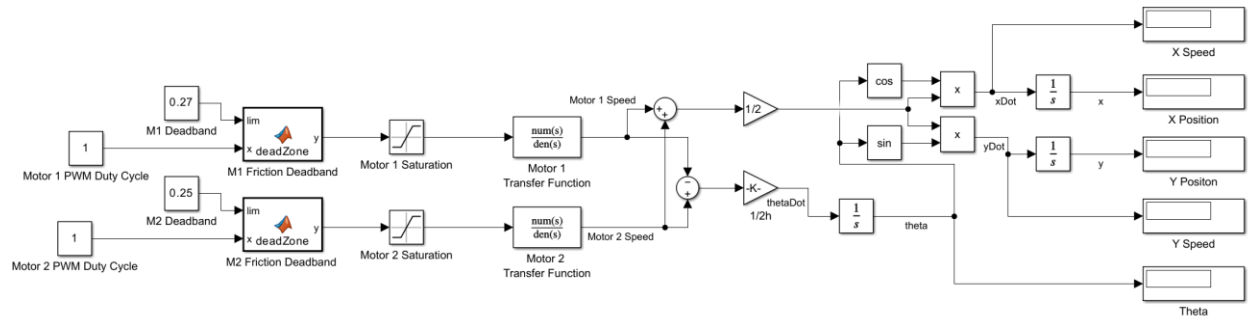 0.27
M1 Deadband
lim
x
y
deadZone
M1 Friction Deadband
1
Motor 1 PWM Duty Cycle
Motor 1 Saturation
num(s)
den(s)
Motor 1
Transfer Function
Motor 1 Speed
+
+
1/2
cos
x
xDot
1
s
x
X Speed
X Position
sin
x
yDot
1
s
y
Y Positon
0.25
M2 Deadband
lim
x
y
deadZone
M2 Friction Deadband
1
Motor 2 PWM Duty Cycle
Motor 2 Saturation
num(s)
den(s)
Motor 2
Transfer Function
Motor 2 Speed
−
+
-K-
1/2h
thetaDot
1
s
theta
Y Speed
Theta